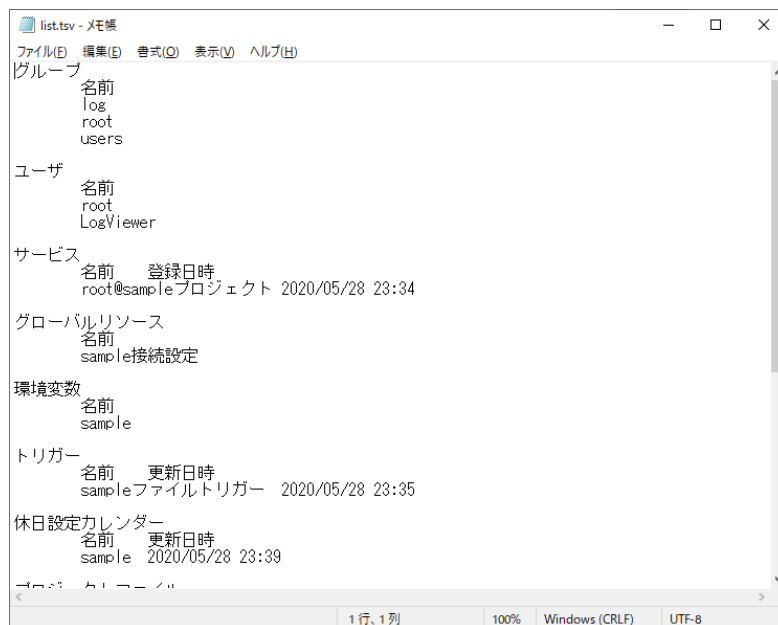 list.tsv - メモ帳
ファイル(F) 編集(E) 書式(O) 表示(V) ヘルプ(H)
グループ
名前
log
root
users
ユーザ
名前
root
LogViewer
サービス
名前 登録日時
root@sampleプロジェクト 2020/05/28 23:34
グローバルリソース
名前
sample接続設定
環境変数
名前
sample
トリガー
名前 更新日時
sampleファイルトリガー 2020/05/28 23:35
休日設定カレンダー
名前 更新日時
sample 2020/05/28 23:39
1 行、1 列 100% Windows (CRLF) UTF-8